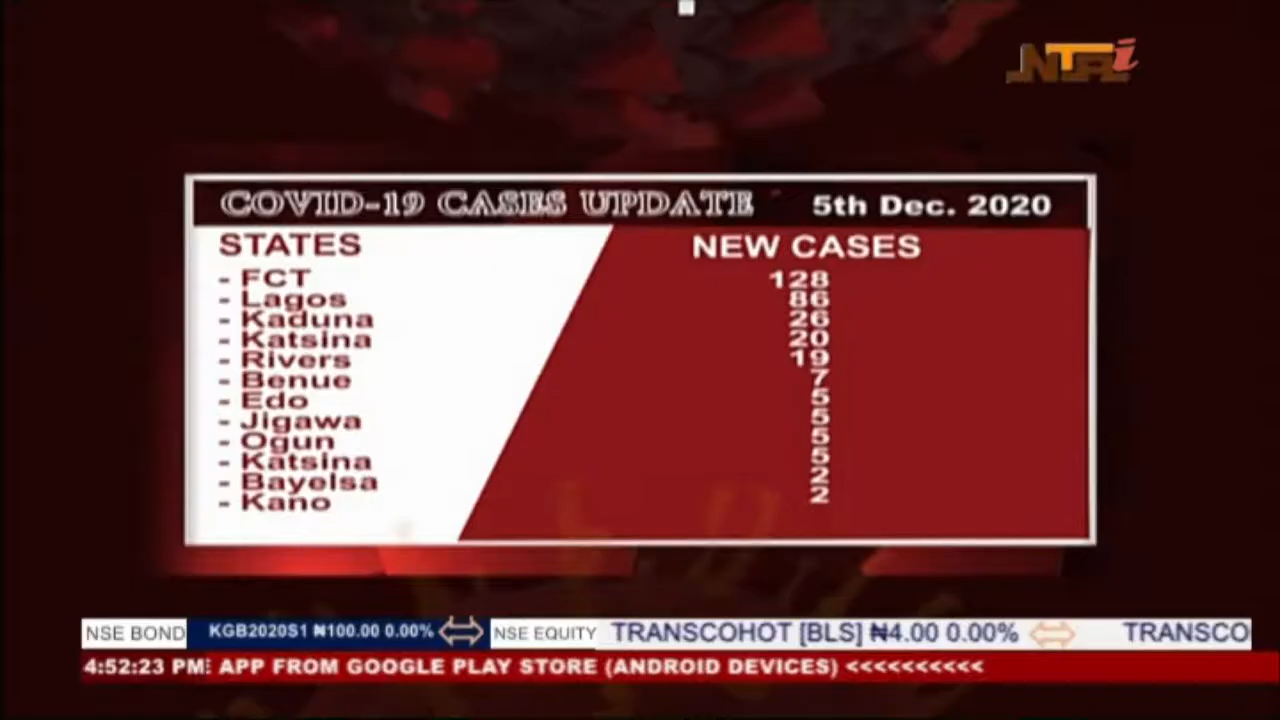 NTAi
COVID-19 CASES UPDATE 5th Dec. 2020
STATES NEW CASES
- FCT 128
- Lagos 86
- Kaduna 26
- Katsina 20
- Rivers 19
- Benue 7
- Edo 5
- Jigawa 5
- Ogun 5
- Katsina 5
- Bayelsa 2
- Kano 2
NSE BOND KGB2020S1 ₦100.00 0.00% NSE EQUITY TRANSCOHOT [BLS] ₦4.00 0.00% TRANSCO
4:52:23 PM: APP FROM GOOGLE PLAY STORE (ANDROID DEVICES) <<<<<<<<<<